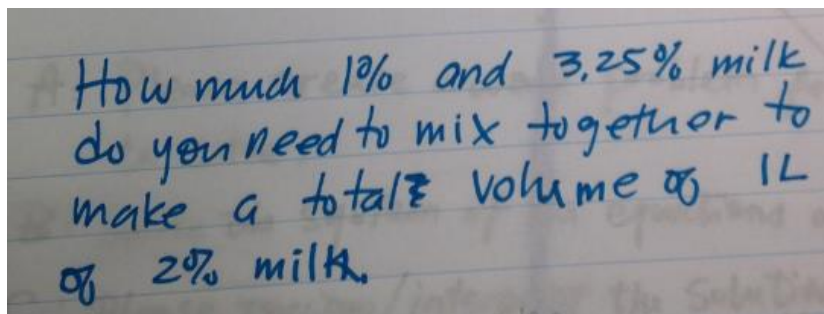 How much 1% and 3.25% milk
do you need to mix together to
make a total volume of 1L
of 2% milk.